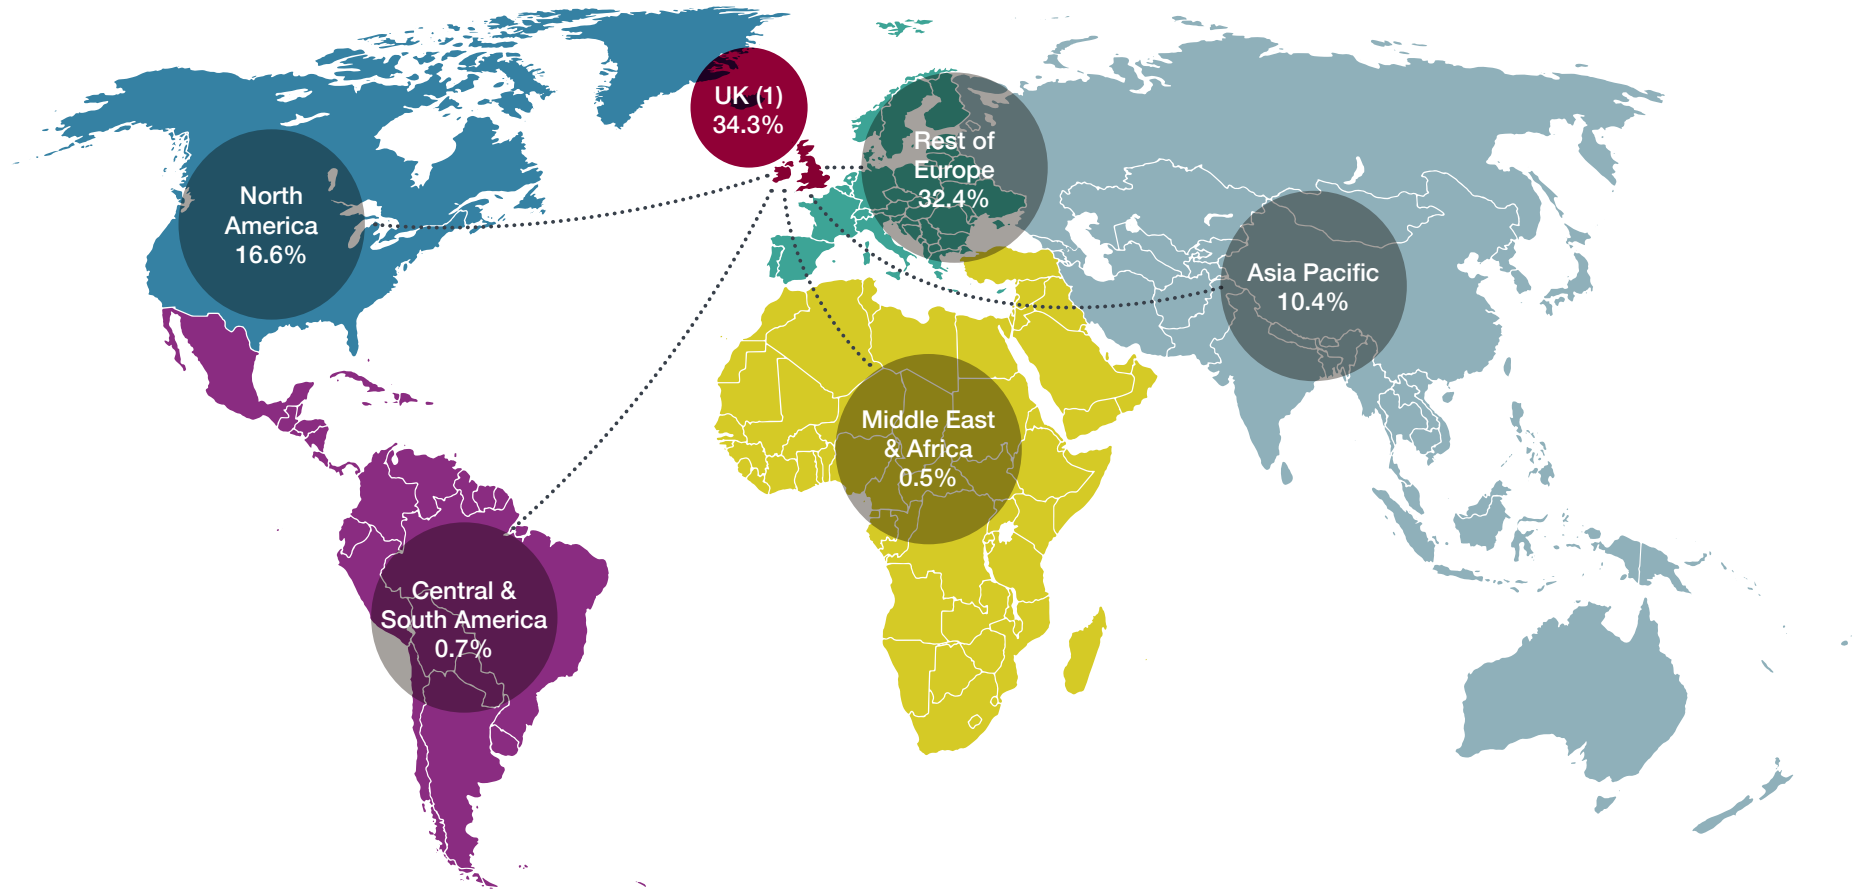 UK (1)
34.3%
Rest of
Europe
32.4%
North
America
16.6%
Asia Pacific
10.4%
Middle East
& Africa
0.5%
Central &
South America
0.7%